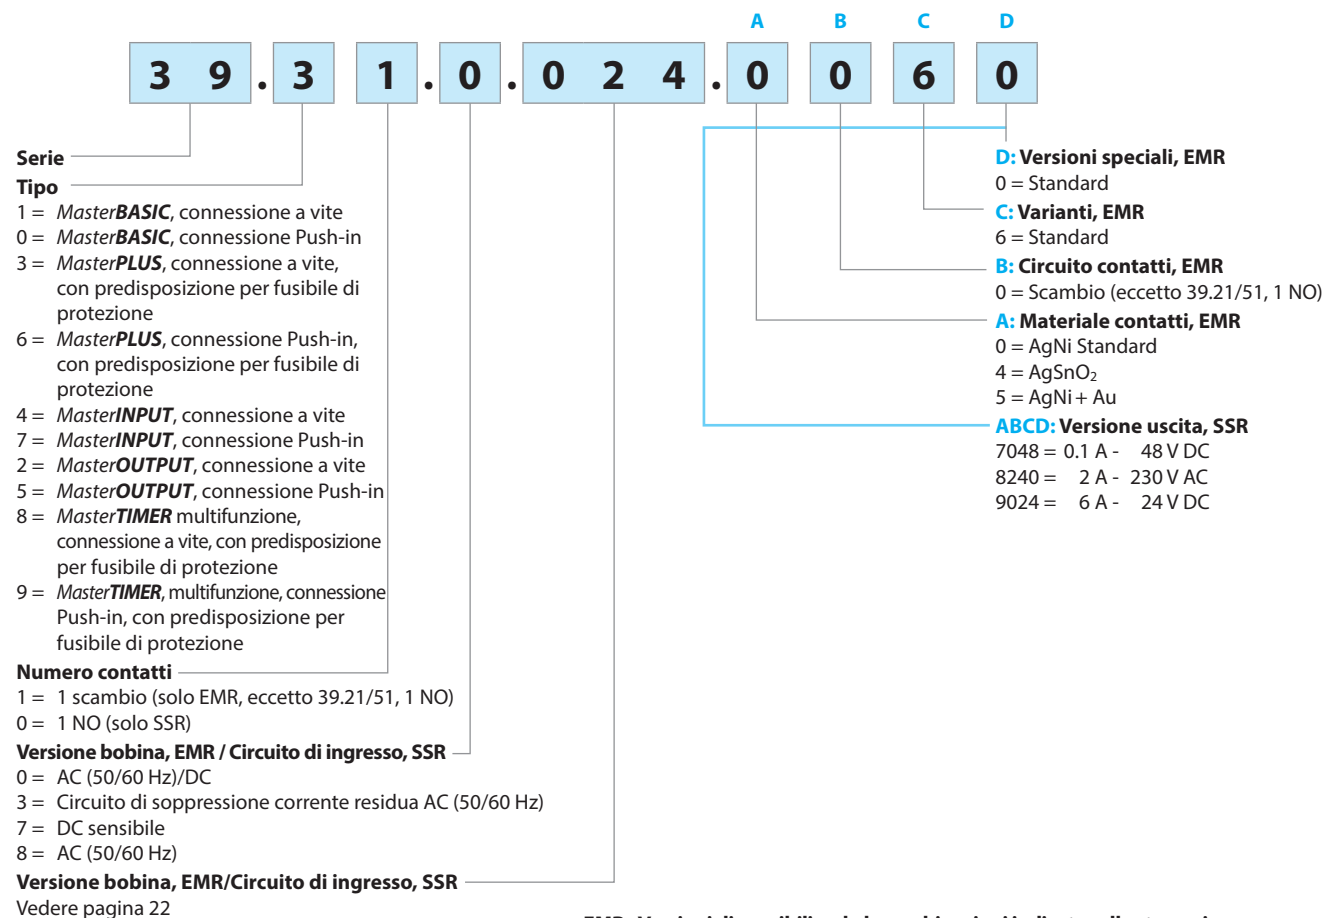 A B C D
3 9 . 3 1 . 0 . 0 2 4 . 0 0 6 0
Serie
Tipo
1 = MasterBASIC, connessione a vite
0 = MasterBASIC, connessione Push-in
3 = MasterPLUS, connessione a vite,
con predisposizione per fusibile di
protezione
6 = MasterPLUS, connessione Push-in,
con predisposizione per fusibile di
protezione
4 = MasterINPUT, connessione a vite
7 = MasterINPUT, connessione Push-in
2 = MasterOUTPUT, connessione a vite
5 = MasterOUTPUT, connessione Push-in
8 = MasterTIMER multifunzione,
connessione a vite, con predisposizione
per fusibile di protezione
9 = MasterTIMER, multifunzione, connessione
Push-in, con predisposizione per
fusibile di protezione
Numero contatti
1 = 1 scambio (solo EMR, eccetto 39.21/51, 1 NO)
0 = 1 NO (solo SSR)
Versione bobina, EMR / Circuito di ingresso, SSR
0 = AC (50/60 Hz)/DC
3 = Circuito di soppressione corrente residua AC (50/60 Hz)
7 = DC sensibile
8 = AC (50/60 Hz)
Versione bobina, EMR/Circuito di ingresso, SSR
Vedere pagina 22
D: Versioni speciali, EMR
0 = Standard
C: Varianti, EMR
6 = Standard
B: Circuito contatti, EMR
0 = Scambio (eccetto 39.21/51, 1 NO)
A: Materiale contatti, EMR
0 = AgNi Standard
4 = AgSnO₂
5 = AgNi + Au
ABCD: Versione uscita, SSR
7048 = 0.1 A - 48 V DC
8240 = 2 A - 230 V AC
9024 = 6 A - 24 V DC